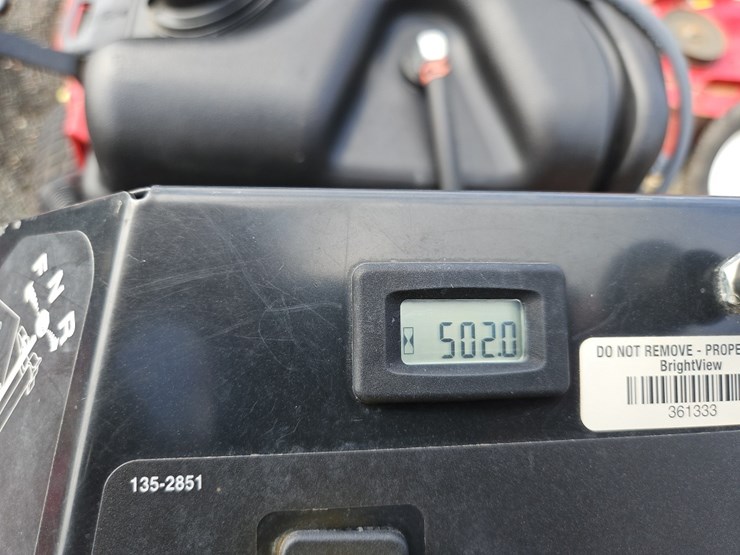 F N R
502.0
DO NOT REMOVE - PROPE
BrightView
361333
135-2851